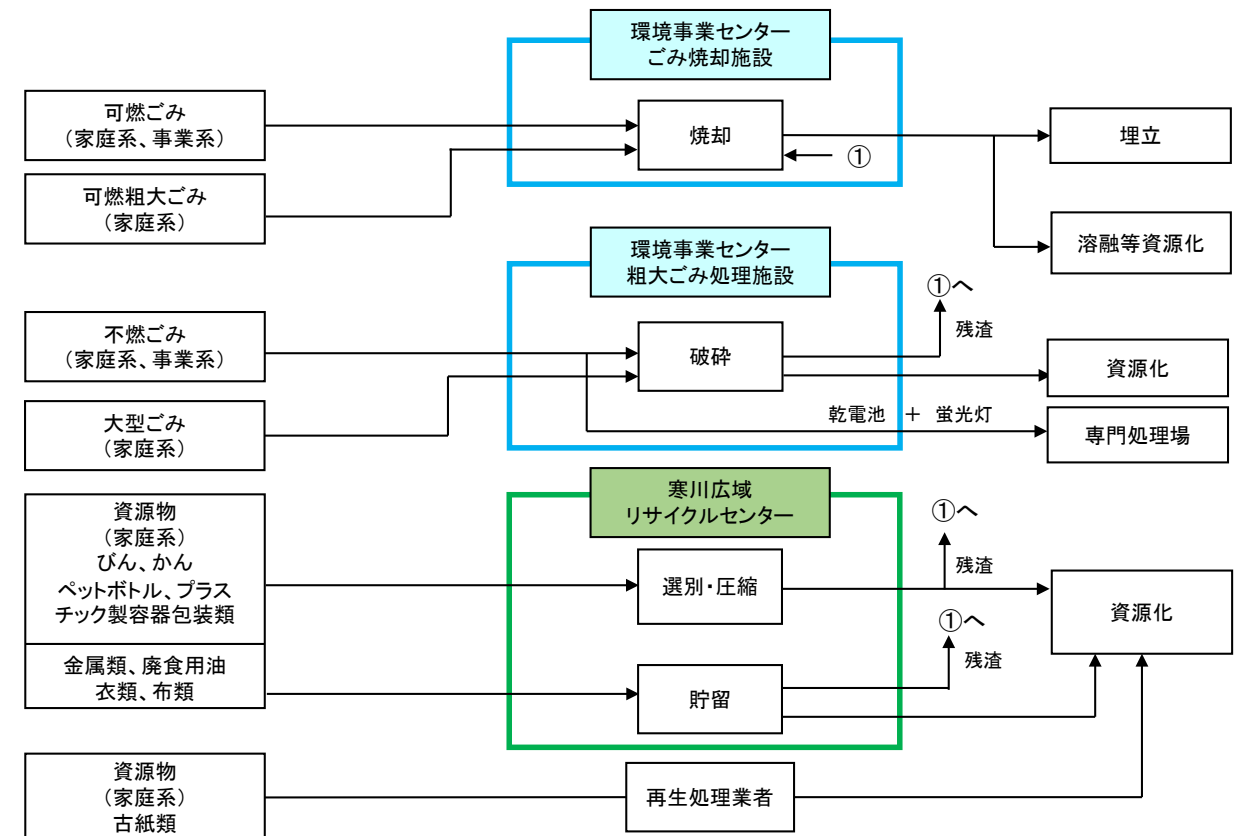 環境事業センター
ごみ焼却施設
可燃ごみ
（家庭系、事業系）
焼却
①
埋立
可燃粗大ごみ
（家庭系）
溶融等資源化
環境事業センター
粗大ごみ処理施設
①へ
残渣
不燃ごみ
（家庭系、事業系）
破砕
資源化
大型ごみ
（家庭系）
乾電池 ＋ 蛍光灯
専門処理場
寒川広域
リサイクルセンター
資源物
（家庭系）
びん、かん
ペットボトル、プラス
チック製容器包装類
選別・圧縮
①へ
残渣
資源化
金属類、廃食用油
衣類、布類
貯留
①へ
残渣
資源物
（家庭系）
古紙類
再生処理業者